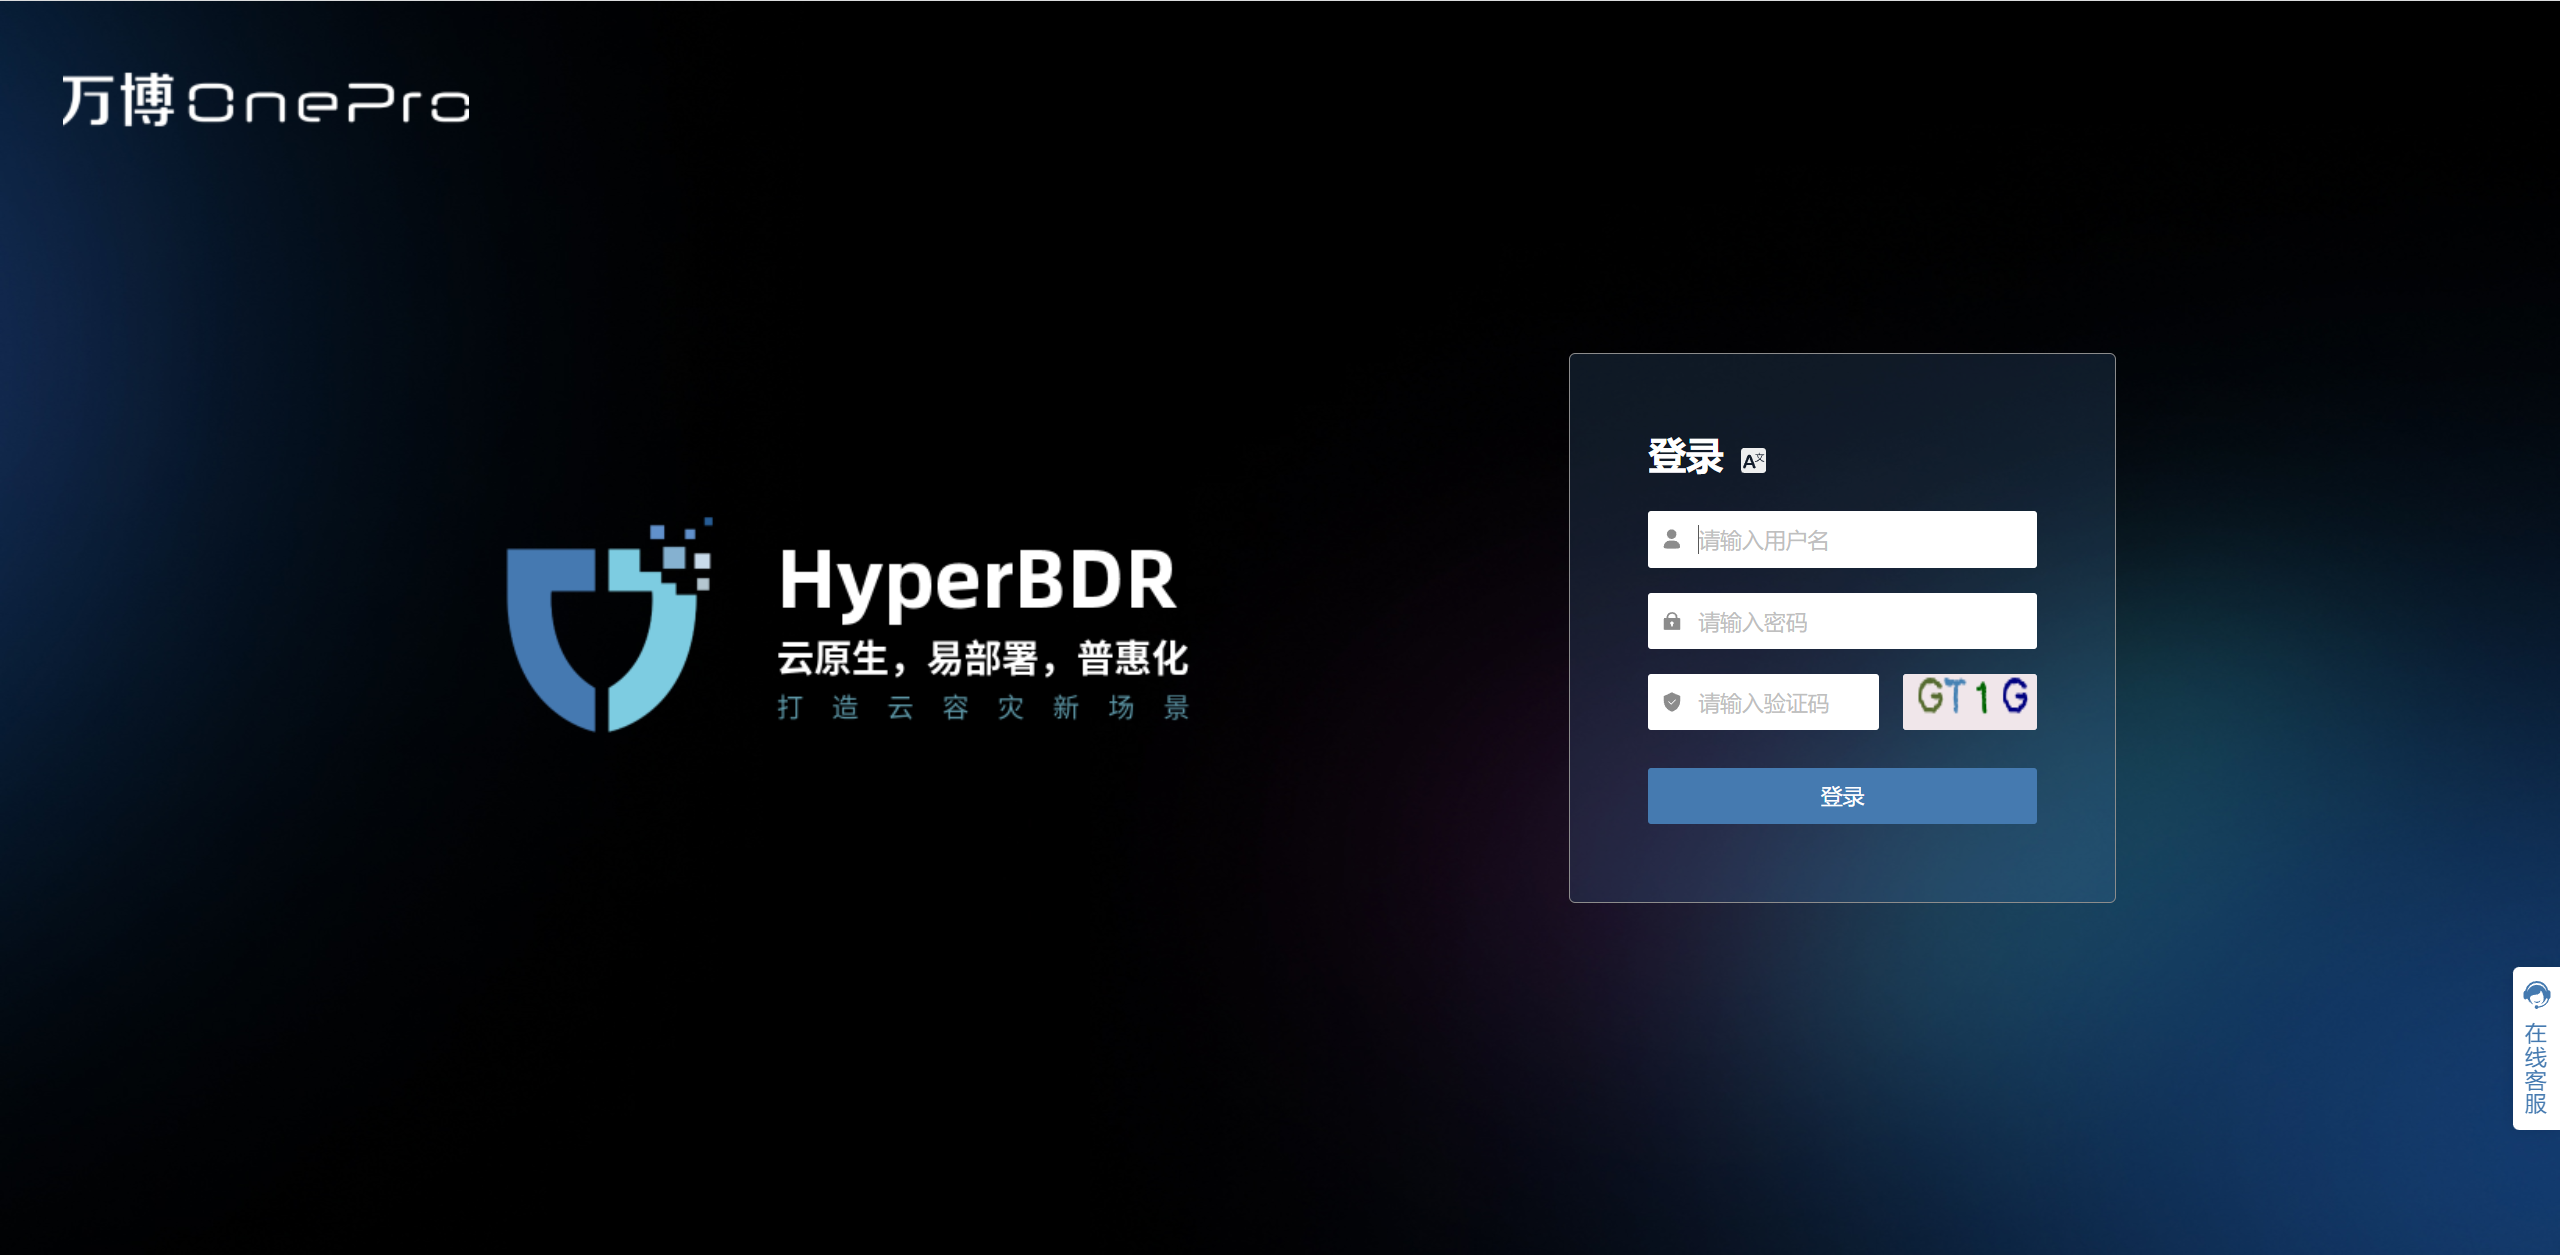 万博OnePro
HyperBDR
云原生，易部署，普惠化
打造云容灾新场景
登录 A文
请输入用户名
请输入密码
请输入验证码 GT1G
登录
在线客服